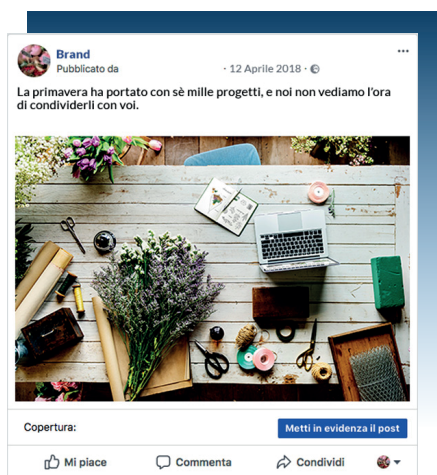 Brand
Pubblicato da · 12 Aprile 2018 ·
La primavera ha portato con sè mille progetti, e noi non vediamo l'ora
di condividerli con voi.
Copertura: Metti in evidenza il post
Mi piace Commenta Condividi